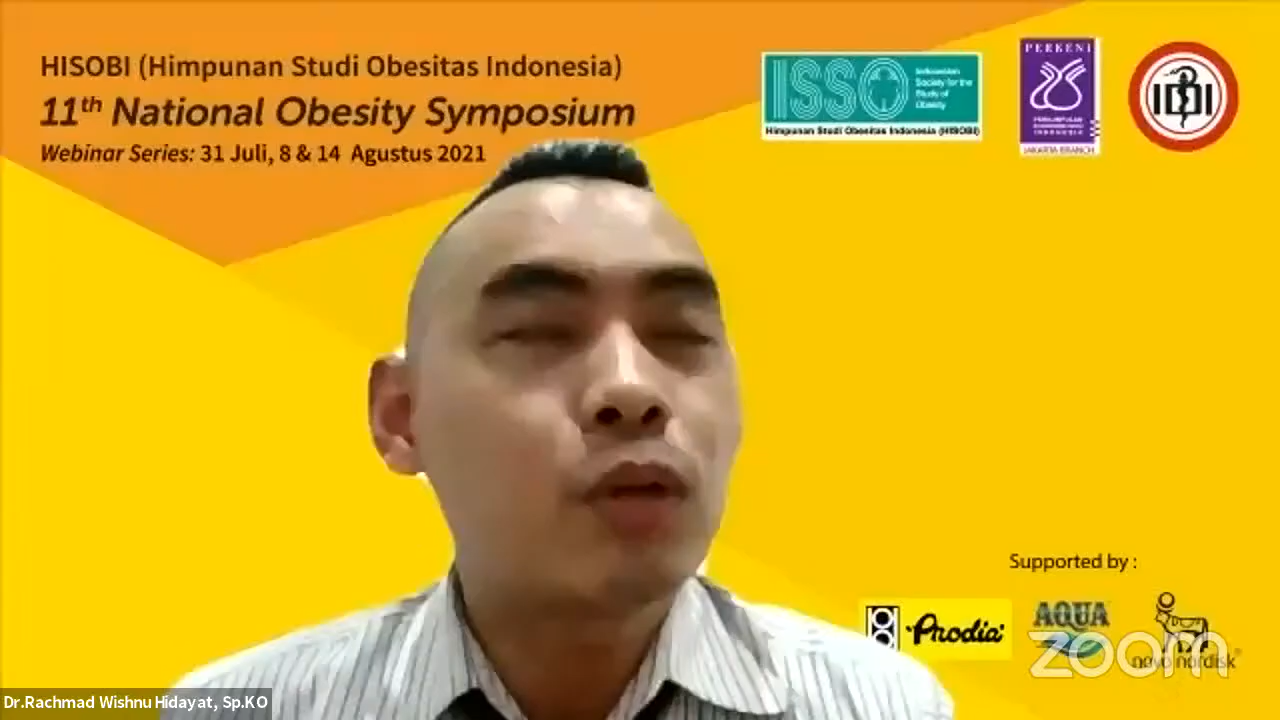 HISOBI (Himpunan Studi Obesitas Indonesia)
11th National Obesity Symposium
Webinar Series: 31 Juli, 8 & 14 Agustus 2021
ISSO
Indonesian
Society for the
Study of
Obesity
Himpunan Studi Obesitas Indonesia (HISOBI)
PERKENI
INDONESIA
JAKARTA BRANCH
IDI
Supported by :
Prodia
AQUA
novo nordisk
zoom
Dr.Rachmad Wishnu Hidayat, Sp.KO